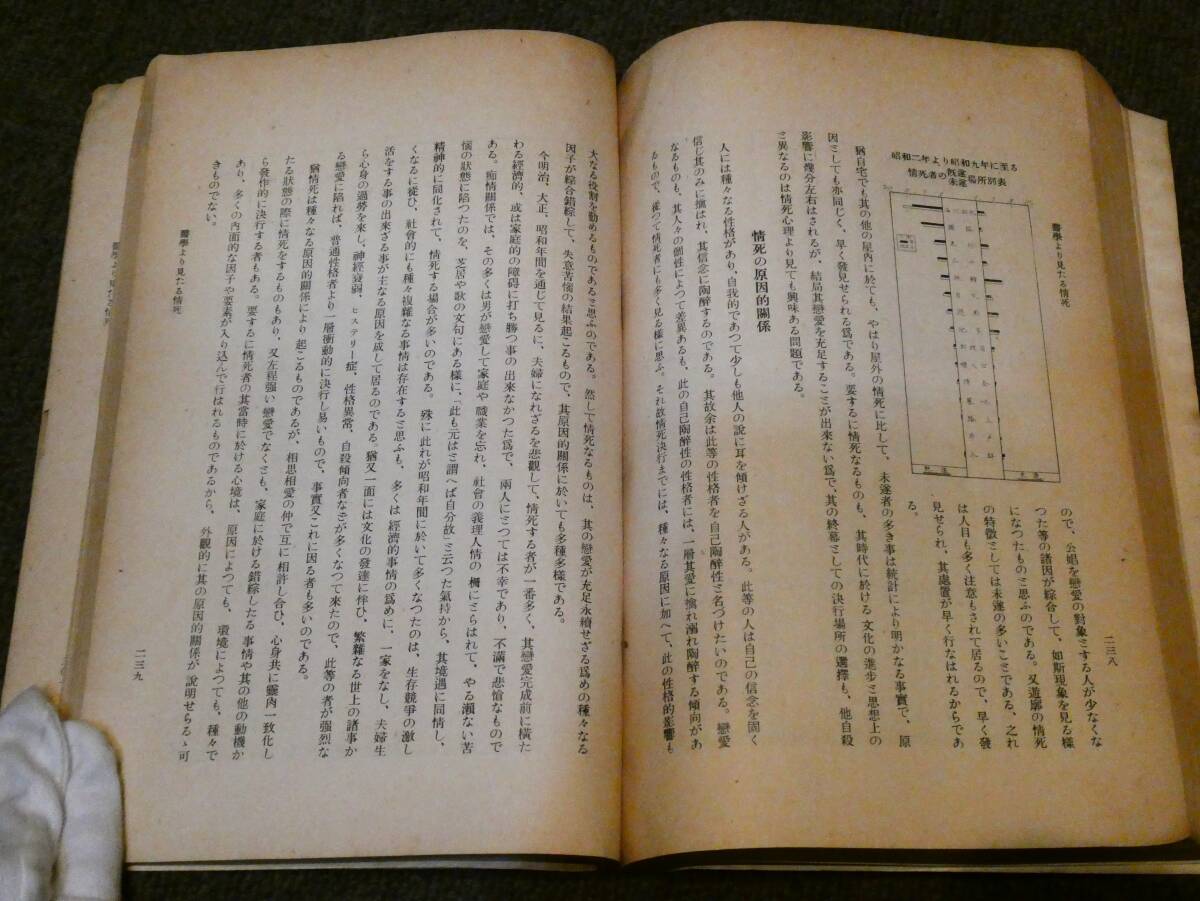 醫學より見たる情死
二三八
昭和二年より昭和九年に至る
情死者の既遂未遂場所別表
ので、公娼を戀愛の對象とする人が少なくな
つた等の諸因が綜合して、如斯現象を見る樣
になつたものと思ふのである。又遊廓の情死
の特徴としては未遂の多いことである、之れ
は人目も多く注意もされて居るので、早く發
見せられ、其處置が早く行なはれるからであ
る。
猶自宅でも其の他の屋内に於ても、やはり屋外の情死に比して、未遂者の多き事は統計により明かなる事實で、原
因としても亦同じく、早く發見せられる爲である。要するに情死なるものも、其時代に於ける文化の進步と思想上の
影響に幾分左右はされるが、結局其戀愛を充足することが出來ない爲で、其の終幕としての決行場所の選擇も、他自殺
と異なるのは情死心理より見ても興味ある問題である。
情死の原因的關係
人には種々なる性格があり、自我的であつて少しも他人の說に耳を傾けざる人がある。此等の人は自己の信念を固く
信じ其のみに擒はれ、其信念に陶醉するのである。其故余は此等の性格者を自己陶醉性と名づけたいのである。戀愛
なるものも、其人々の個性によつて差異あるも、此の自己陶醉性の性格者には、一層其愛に擒れ溺れ陶醉する傾向があ
るもので、從つて情死者にも多く見る樣に思ふ。それ故情死決行までには、種々なる原因に加へて、此の性格的影響も
大なる役割を勤めるものであると思ふのである。然して情死なるものは、其の戀愛が充足永續せざる爲めの種々なる
因子が綜合錯綜して、失意苦惱の結果起こるもので、其原因的關係に於いても多種多樣である。
今明治、大正、昭和年間を通じて見るに、夫婦になれざるを悲觀して、情死する者が一番多く、其戀愛完成前に橫た
わる經濟的、或は家庭的の障碍に打ち勝つ事の出來なかつた爲で、兩人にとつては不幸であり、不滿で悲愴なもので
ある。痴情關係では、その多くは男が戀愛して家庭や職業を忘れ、社會の義理人情の柵にとらはれて、やる瀨ない苦
惱の狀態に陷つたのを、芝居や歌の文句にある樣に、「此も元はと謂へば自分故」と云つた氣持から、其境遇に同情し、
精神的に同化されて、情死する場合が多いのである。殊に此れが昭和年間に於いて多くなつたのは、生存競爭の激し
くなるに從ひ、社會的にも種々複雜なる事情は存在すると思ふも、多くは經濟的事情の爲めに、一家をなし、夫婦生
活をする事の出來ざる事が主なる原因を成して居るのである。猶又一面には文化の發達に伴ひ、繁雜なる世上の諸事か
ら心身の過勞を來し、神經衰弱、ヒステリー症、性格異常、自殺傾向者などが多くなつて來たので、此等の者が强烈な
る戀愛に陷れば、普通性格者より一層衝動的に決行し易いもので、事實又これに因る者も多いのである。
猶情死は種々なる原因的關係により起こるものであるが、相思相愛の仲で互に相許し合ひ、心身共に靈肉一致化し
たる狀態の際に情死をするものもあり、又左程强い戀愛でなくとも、家庭に於ける錯綜したる事情や其の他の動機か
ら發作的に決行する者もある。要するに情死者の其當時に於ける心境は、原因によつても、環境によつても、種々で
あり、多くの內面的な因子や要素が入り込んで行はれるものであるから、外觀的に其の原因的關係が說明せらるゝ可
きものでない。
醫學より見たる情死
二三九